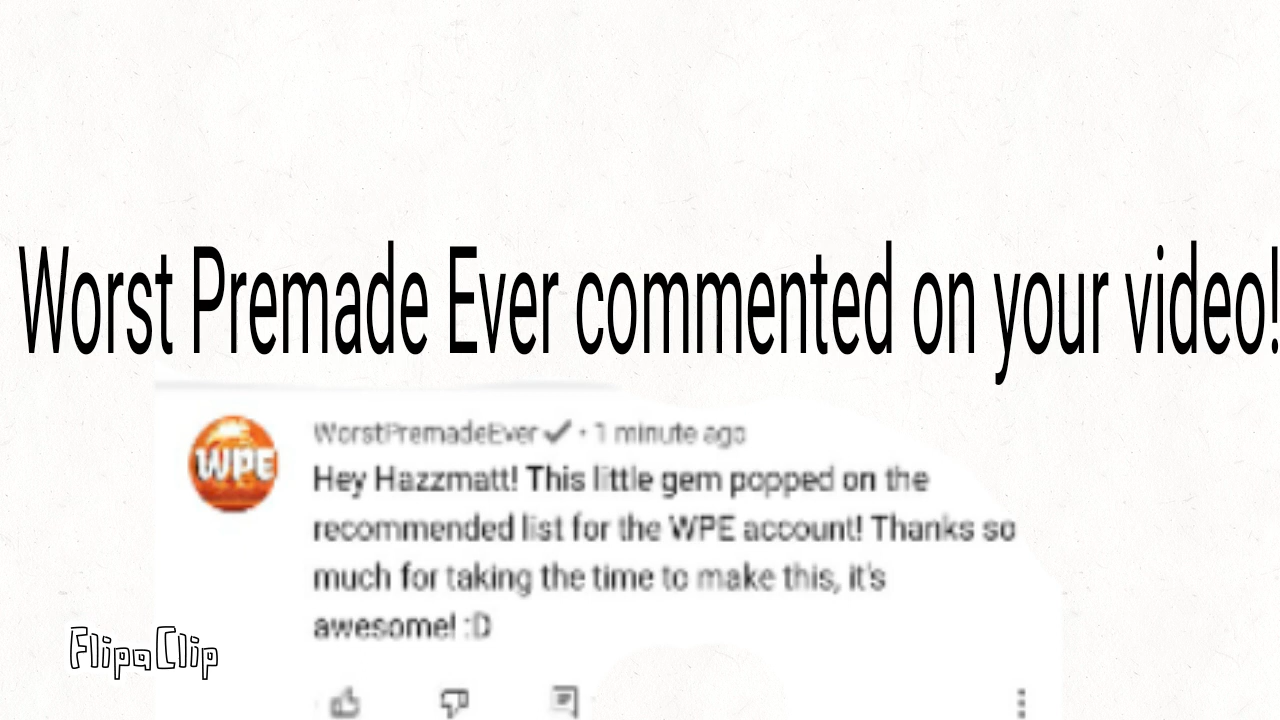 Worst Premade Ever commented on your video!
WPE
WorstPremadeEver✔ · 1 minute ago
Hey Hazzmatt! This little gem popped on the
recommended list for the WPE account! Thanks so
much for taking the time to make this, it's
awesome! :D
FlipaClip